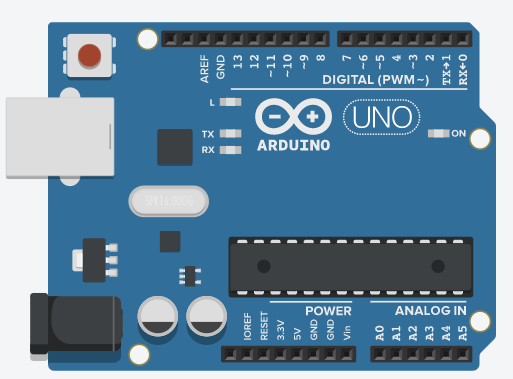 AREF
GND
13
12
~11
~10
~9
8
7
~6
~5
4
~3
2
TX→1
RX←0
DIGITAL (PWM~)
L
TX
RX
ARDUINO
UNO
ON
SPK16.000G
POWER
ANALOG IN
IOREF
RESET
3.3V
5V
GND
GND
Vin
A0
A1
A2
A3
A4
A5